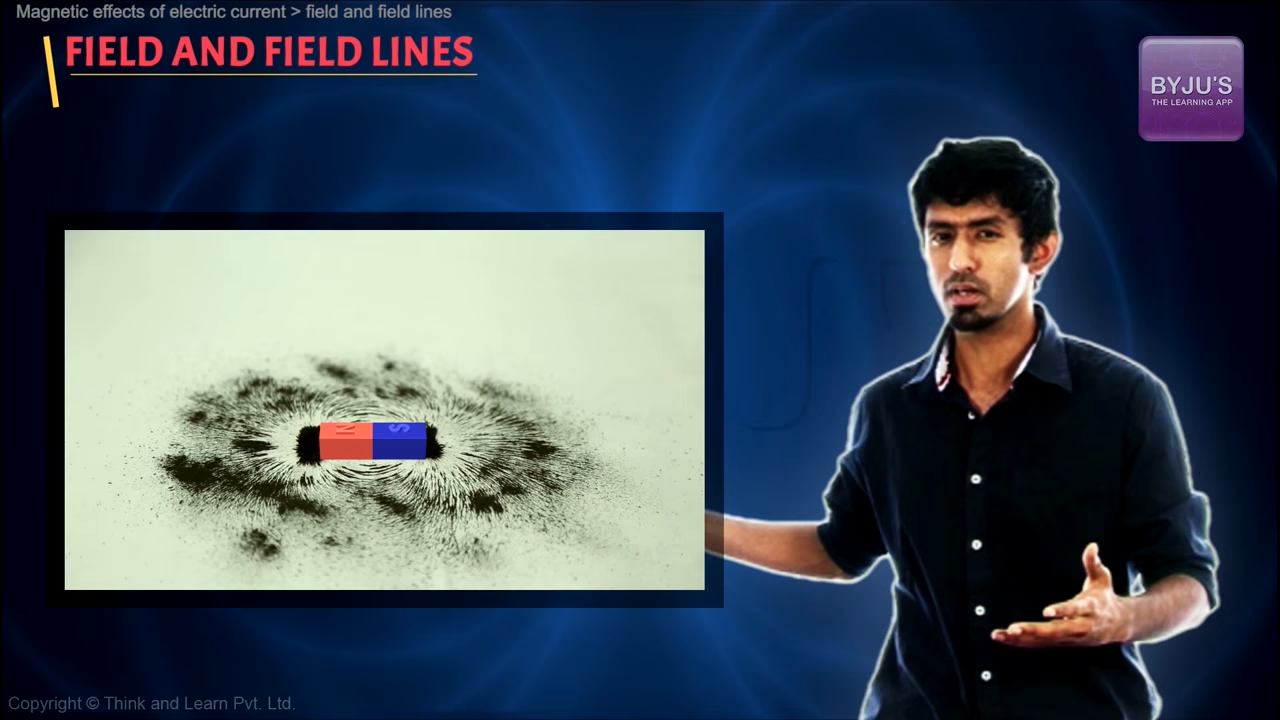 Magnetic effects of electric current > field and field lines
FIELD AND FIELD LINES
BYJU'S
THE LEARNING APP
N S
Copyright © Think and Learn Pvt. Ltd.